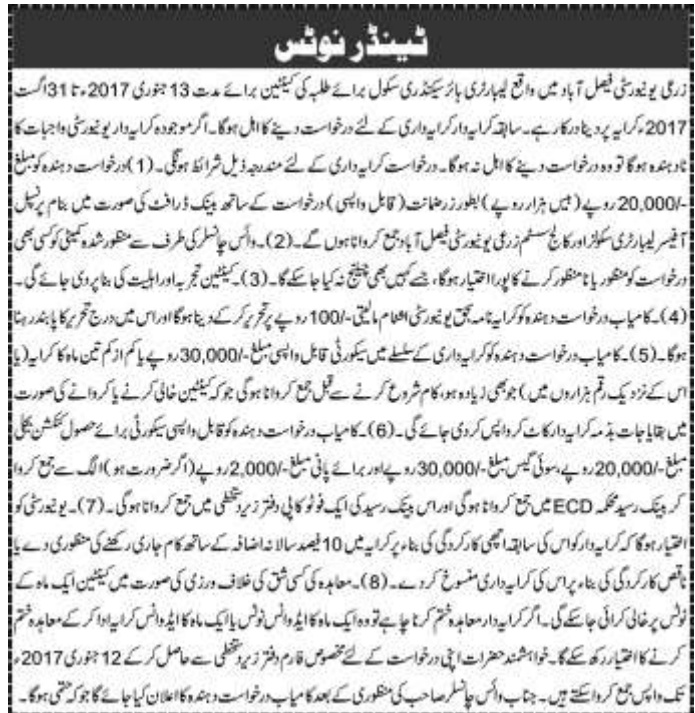 ٹینڈر نوٹس
زرعی یونیورسٹی فیصل آباد میں واقع لیبارٹری ہائر سیکنڈری سکول برائے طلبہ کی کینٹین برائے مدت 13 جنوری 2017ء تا 31 اگست
2017ء کرایہ پر دینا درکار ہے۔ سابقہ کرایہ دار کرایہ داری کے لئے درخواست دینے کا اہل ہوگا۔ اگر موجودہ کرایہ دار یونیورسٹی واجبات کا
نادہندہ ہوگا تو وہ درخواست دینے کا اہل نہ ہوگا۔ درخواست کرایہ داری کے لئے مندرجہ ذیل شرائط ہونگی۔ (1) درخواست دہندہ کو مبلغ
20,000/- روپے (بیس ہزار روپے) بطور زرضمانت (قابل واپسی) درخواست کے ساتھ بینک ڈرافٹ کی صورت میں بنام پرنسپل
آفیسر لیبارٹری سکولز اور کالج سسٹم زرعی یونیورسٹی فیصل آباد جمع کروانا ہوں گے۔ (2)۔ وائس چانسلر کی طرف سے منظور شدہ کمیٹی کو کسی بھی
درخواست کو منظور یا نامنظور کرنے کا پورا اختیار ہوگا، جسے کہیں بھی چیلنج نہ کیا جا سکے گا۔ (3)۔ کینٹین تجربہ اور اہلیت کی بنا پر دی جائے گی۔
(4)۔ کامیاب درخواست دہندہ کو کرایہ نامہ بحق یونیورسٹی اشٹام مالیتی 100/- روپے پر تحریر کر کے دینا ہوگا اور اس میں درج تحریر کا پابند رہنا
ہوگا۔ (5)۔ کامیاب درخواست دہندہ کو کرایہ داری کے سلسلے میں سیکورٹی قابل واپسی مبلغ 30,000/- روپے یا کم از کم تین ماہ کا کرایہ (یا
اس کے نزدیک رقم ہزاروں میں) جو بھی زیادہ ہو، کام شروع کرنے سے قبل جمع کروانا ہوگی جو کہ کینٹین خالی کرنے یا کروانے کی صورت
میں بقایا جات بذمہ کرایہ دار کاٹ کر واپس کر دی جائے گی۔ (6)۔ کامیاب درخواست دہندہ کو قابل واپسی سیکورٹی برائے حصول کنکشن بجلی
مبلغ 20,000/- روپے، سوئی گیس مبلغ 30,000/- روپے اور برائے پانی مبلغ 2,000/- روپے (اگر ضرورت ہو) الگ سے جمع کروا
کر بینک رسید محکمہ ECD میں جمع کروانا ہوگی اور اس بینک رسید کی ایک فوٹو کاپی دفتر زیر دستخطی میں جمع کروانا ہوگی۔ (7)۔ یونیورسٹی کو
اختیار ہوگا کہ کرایہ دار کو اس کی سابقہ اچھی کارکردگی کی بناء پر کرایہ میں 10 فیصد سالانہ اضافہ کے ساتھ کام جاری رکھنے کی منظوری دے یا
ناقص کارکردگی کی بناء پر اس کی کرایہ داری منسوخ کر دے۔ (8)۔ معاہدہ کی کسی شق کی خلاف ورزی کی صورت میں کینٹین ایک ماہ کے
نوٹس پر خالی کرائی جا سکے گی۔ اگر کرایہ دار معاہدہ ختم کرنا چاہے تو وہ ایک ماہ کا ایڈوانس نوٹس یا ایک ماہ کا ایڈوانس کرایہ ادا کر کے معاہدہ ختم
کرنے کا اختیار رکھ سکے گا۔ خواہشمند حضرات اپنی درخواست کے لئے مخصوص فارم دفتر زیر دستخطی سے حاصل کر کے 12 جنوری 2017ء
تک واپس جمع کروا سکتے ہیں۔ جناب وائس چانسلر صاحب کی منظوری کے بعد کامیاب درخواست دہندہ کا اعلان کیا جائے گا جو کہ حتمی ہوگا۔